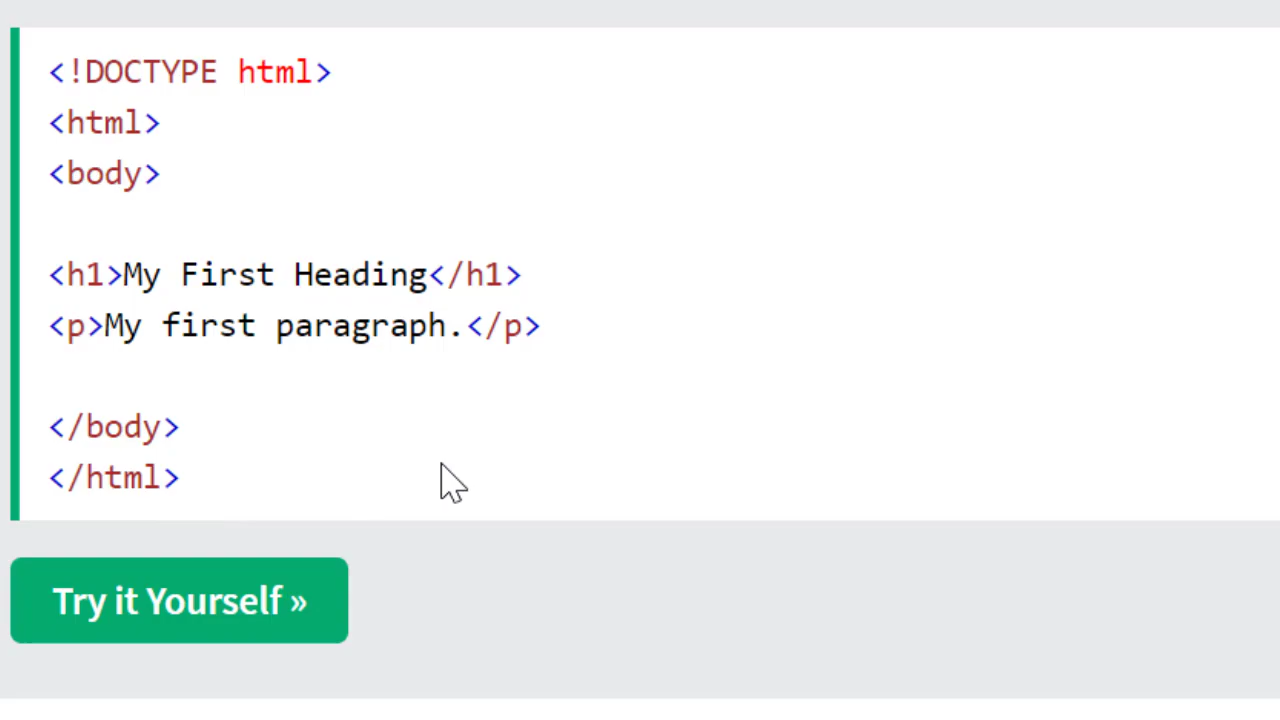 <!DOCTYPE html>
<html>
<body>
<h1>My First Heading</h1>
<p>My first paragraph.</p>
</body>
</html>
Try it Yourself »